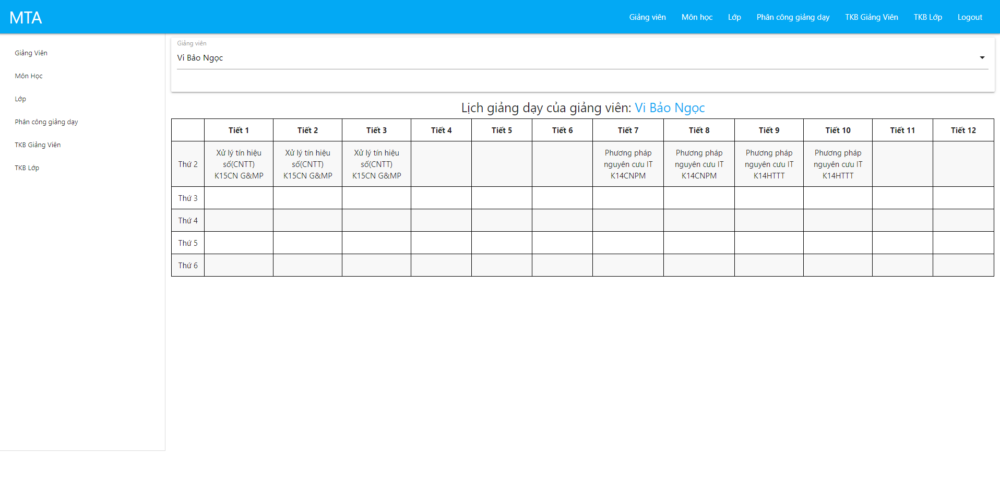 MTA
Giảng viên Môn học Lớp Phân công giảng dạy TKB Giảng Viên TKB Lớp Logout
Giảng Viên
Môn Học
Lớp
Phân công giảng dạy
TKB Giảng Viên
TKB Lớp
Giảng viên
Vi Bảo Ngọc
Lịch giảng dạy của giảng viên: Vi Bảo Ngọc
Tiết 1 Tiết 2 Tiết 3 Tiết 4 Tiết 5 Tiết 6 Tiết 7 Tiết 8 Tiết 9 Tiết 10 Tiết 11 Tiết 12
Xử lý tín hiệu Xử lý tín hiệu Xử lý tín hiệu Phương pháp Phương pháp Phương pháp Phương pháp
Thứ 2 số(CNTT) số(CNTT) số(CNTT) nguyên cưu IT nguyên cưu IT nguyên cưu IT nguyên cưu IT
K15CN G&MP K15CN G&MP K15CN G&MP K14CNPM K14CNPM K14HTTT K14HTTT
Thứ 3
Thứ 4
Thứ 5
Thứ 6